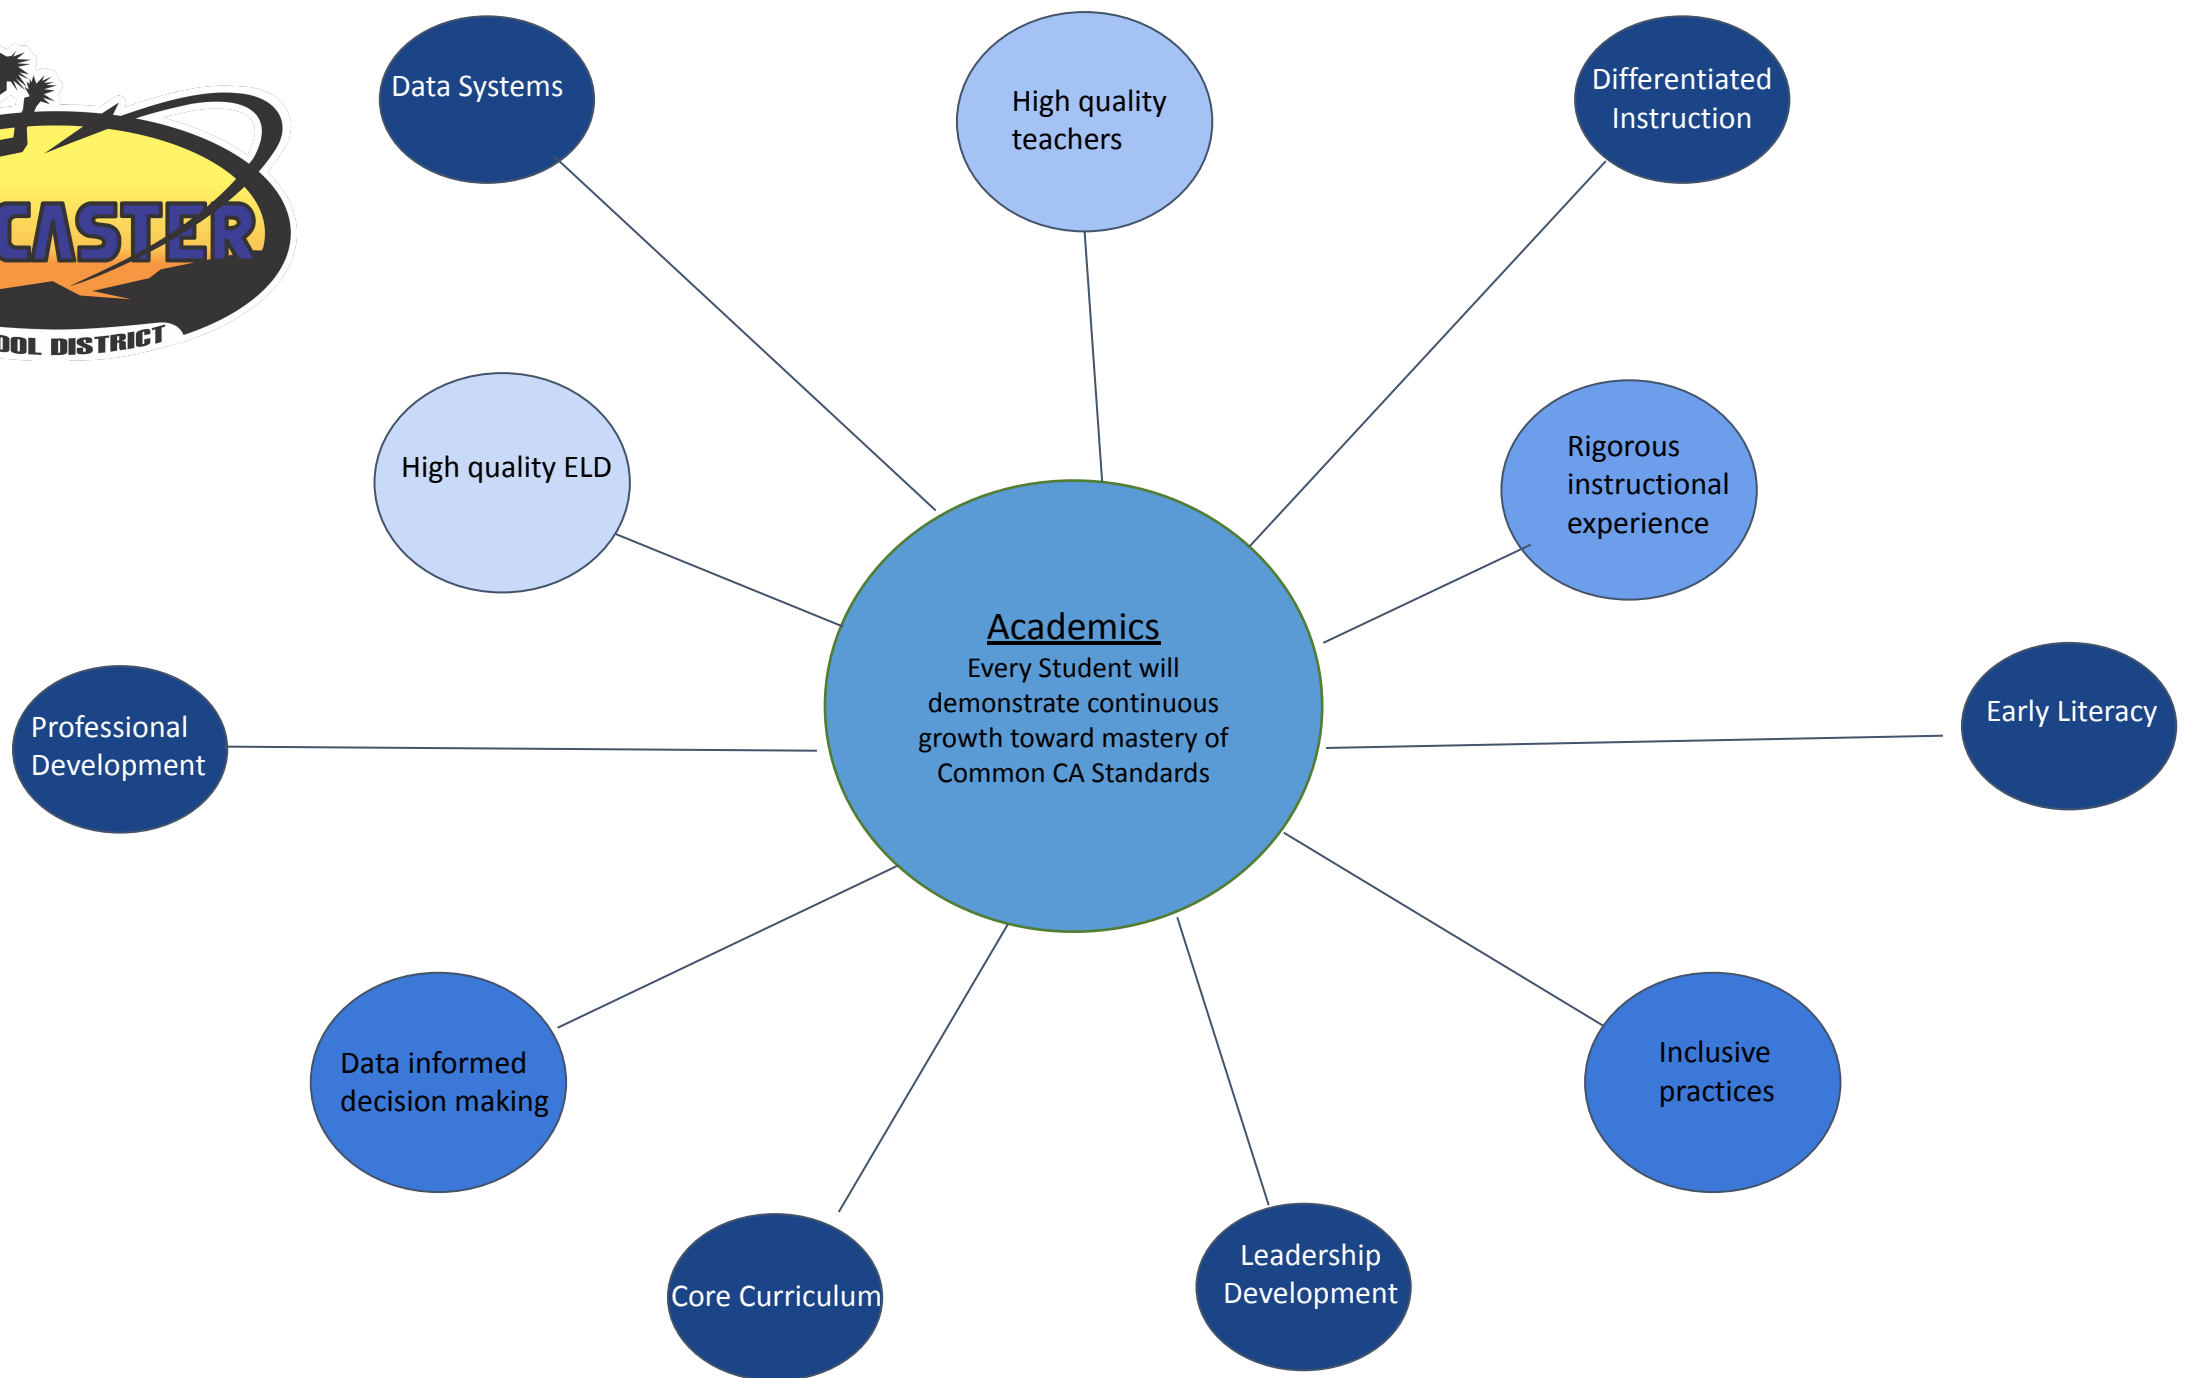 Data Systems
High quality
teachers
Differentiated
Instruction
CASTER
OOL DISTRICT
High quality ELD
Rigorous
instructional
experience
Academics
Every Student will
demonstrate continuous
growth toward mastery of
Common CA Standards
Professional
Development
Early Literacy
Data informed
decision making
Inclusive
practices
Core Curriculum
Leadership
Development